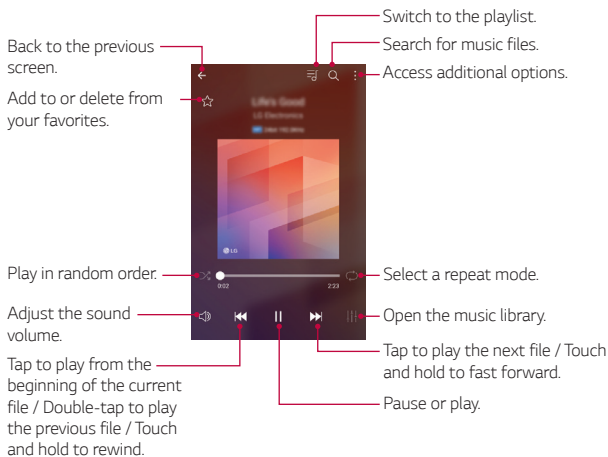 Switch to the playlist.
Search for music files.
Access additional options.
Back to the previous
screen.
Add to or delete from
your favorites.
Life's Good
LG Electronics
LG
0:02
2:23
Play in random order.
Select a repeat mode.
Adjust the sound
volume.
Open the music library.
Tap to play from the
beginning of the current
file / Double-tap to play
the previous file / Touch
and hold to rewind.
Tap to play the next file / Touch
and hold to fast forward.
Pause or play.